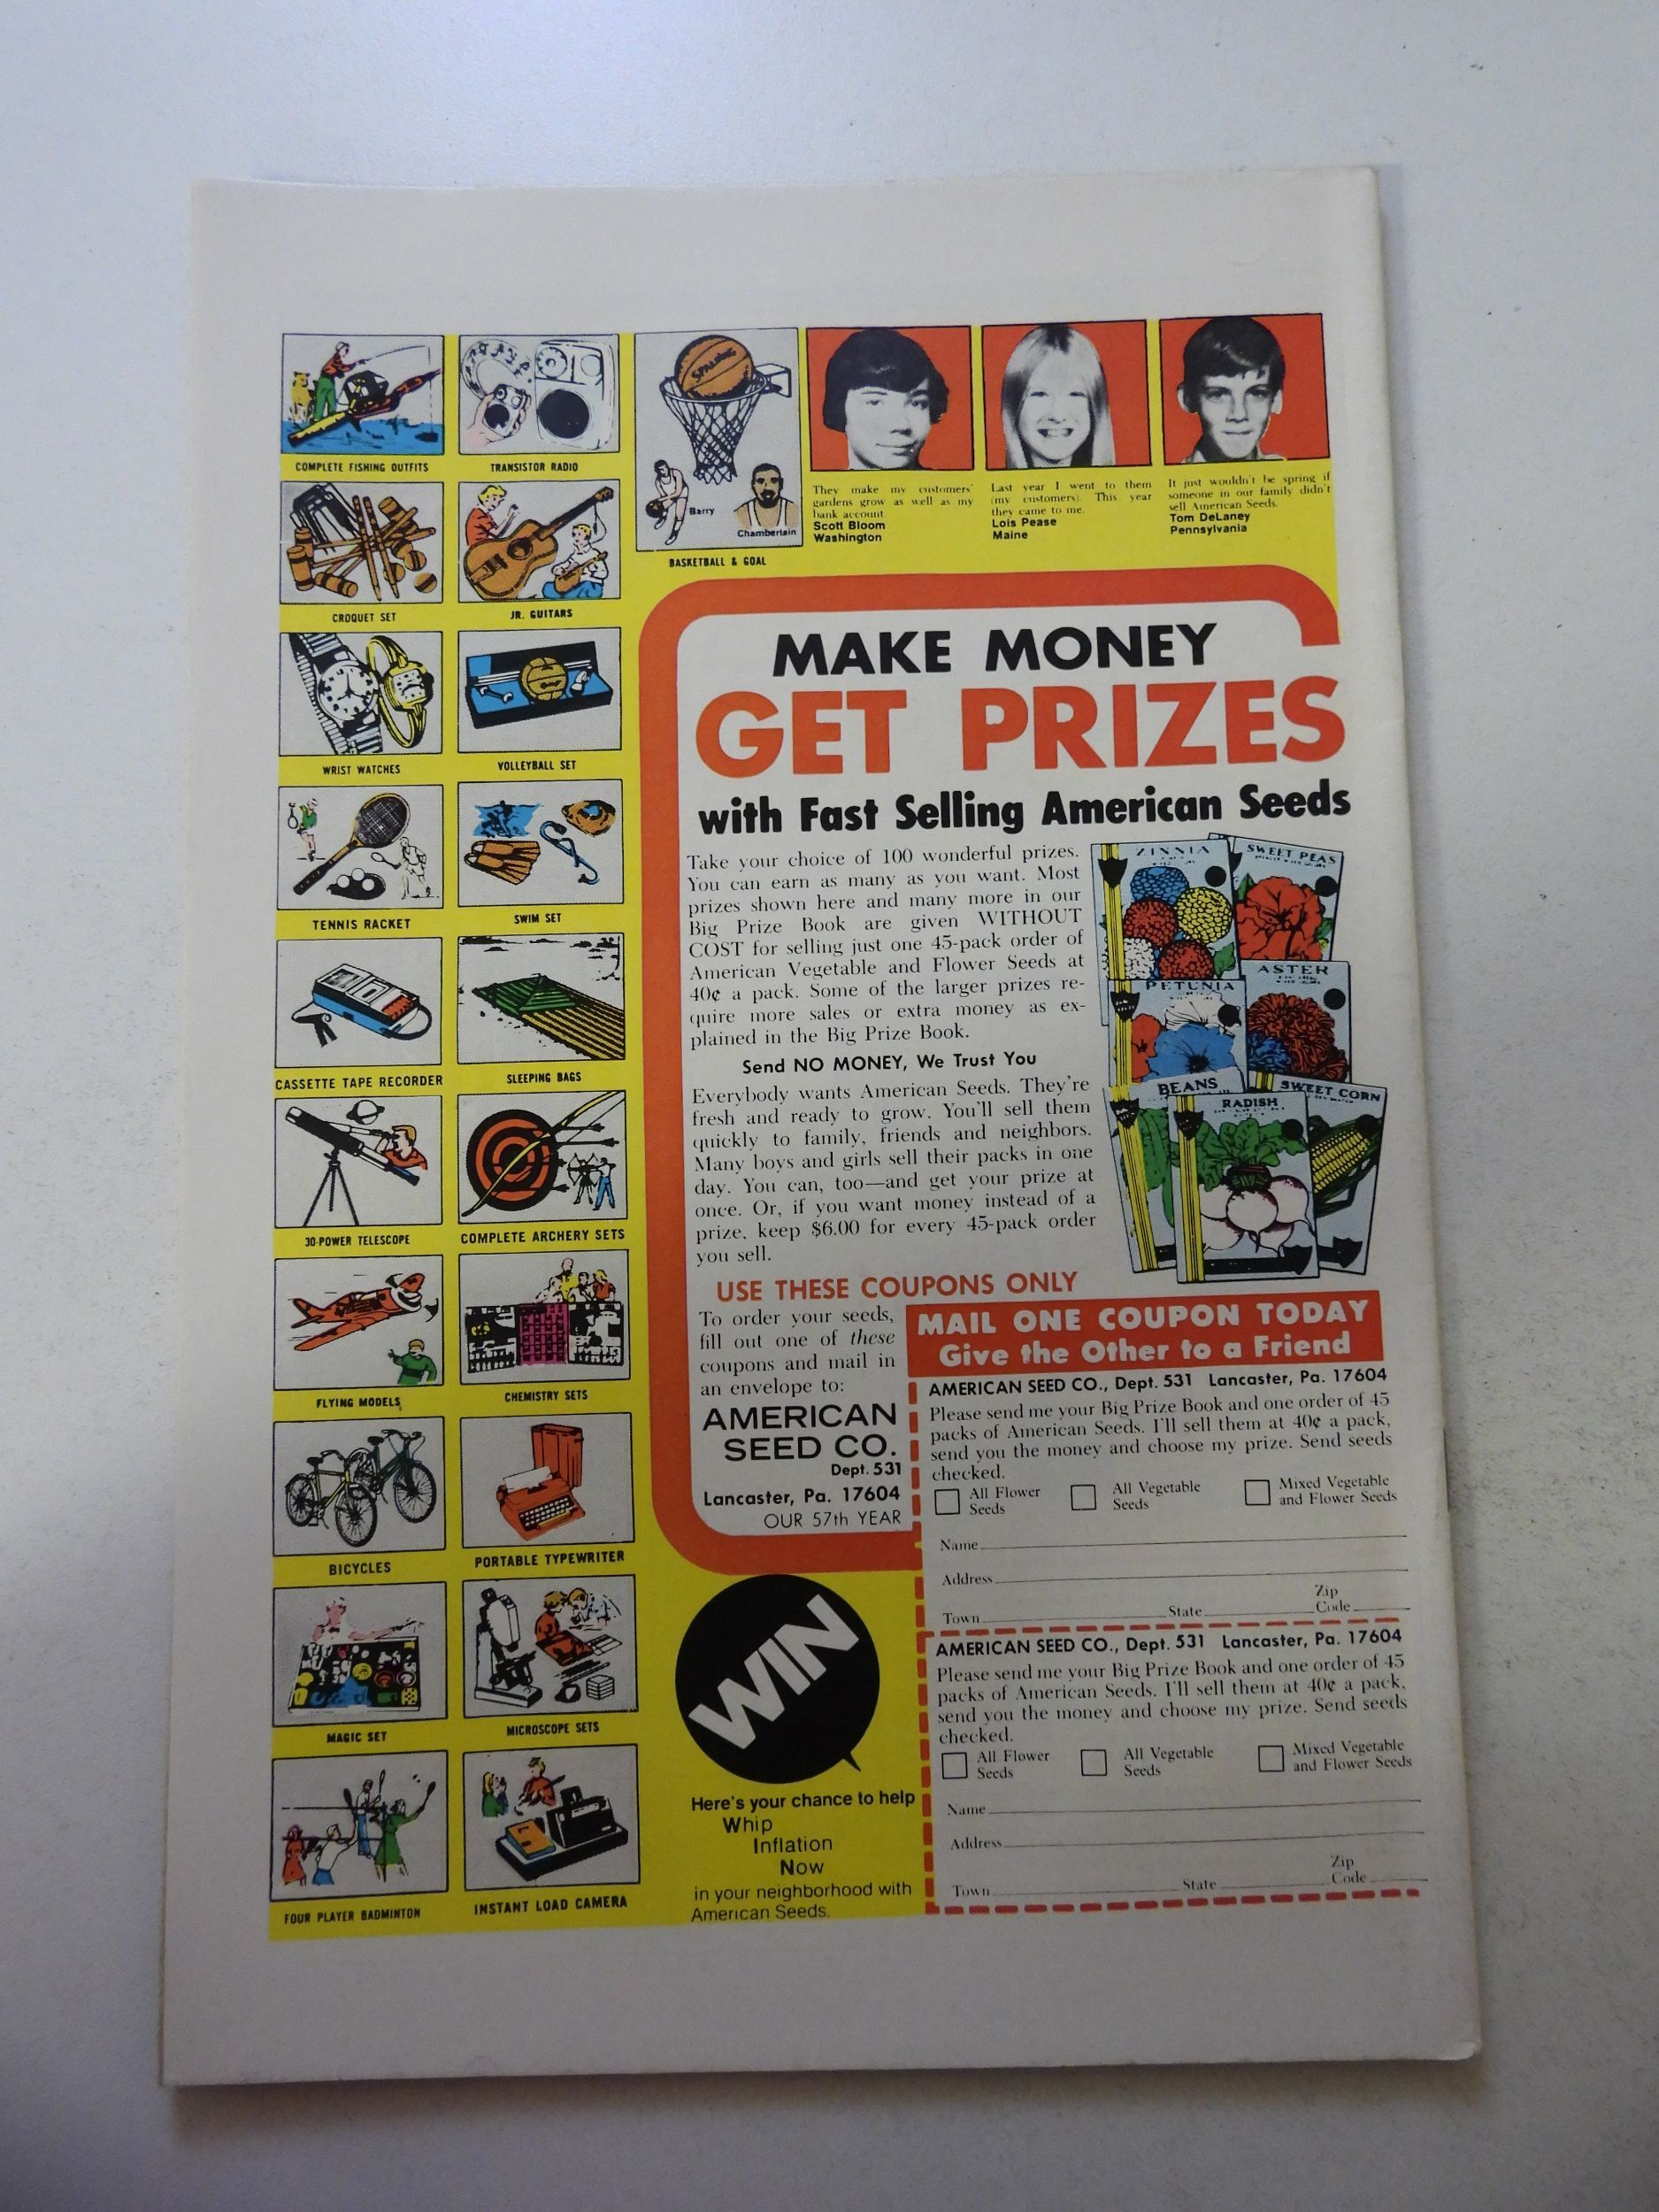 COMPLETE FISHING OUTFITS
TRANSISTOR RADIO
CROQUET SET
JR. GUITARS
WRIST WATCHES
VOLLEYBALL SET
TENNIS RACKET
SWIM SET
CASSETTE TAPE RECORDER
SLEEPING BAGS
30-POWER TELESCOPE
COMPLETE ARCHERY SETS
FLYING MODELS
CHEMISTRY SETS
BICYCLES
PORTABLE TYPEWRITER
MAGIC SET
MICROSCOPE SETS
FOUR PLAYER BADMINTON
INSTANT LOAD CAMERA
SPALDING
Barry
Chamberlain
BASKETBALL & GOAL
They make my customers'
gardens grow as well as my
bank account.
Scott Bloom
Washington
Last year I went to them
(my customers). This year
they came to me.
Lois Pease
Maine
It just wouldn't be spring if
someone in our family didn't
sell American Seeds.
Tom DeLaney
Pennsylvania
MAKE MONEY
GET PRIZES
with Fast Selling American Seeds
Take your choice of 100 wonderful prizes.
You can earn as many as you want. Most
prizes shown here and many more in our
Big Prize Book are given WITHOUT
COST for selling just one 45-pack order of
American Vegetable and Flower Seeds at
40¢ a pack. Some of the larger prizes re-
quire more sales or extra money as ex-
plained in the Big Prize Book.
Send NO MONEY, We Trust You
Everybody wants American Seeds. They're
fresh and ready to grow. You'll sell them
quickly to family, friends and neighbors.
Many boys and girls sell their packs in one
day. You can, too—and get your prize at
once. Or, if you want money instead of a
prize, keep $6.00 for every 45-pack order
you sell.
ZINNIA
SWEET PEAS
PETUNIA
ASTER
BEANS
RADISH
SWEET CORN
USE THESE COUPONS ONLY
To order your seeds,
fill out one of these
coupons and mail in
an envelope to:
AMERICAN
SEED CO.
Dept. 531
Lancaster, Pa. 17604
OUR 57th YEAR
MAIL ONE COUPON TODAY
Give the Other to a Friend
AMERICAN SEED CO., Dept. 531 Lancaster, Pa. 17604
Please send me your Big Prize Book and one order of 45
packs of American Seeds. I'll sell them at 40¢ a pack,
send you the money and choose my prize. Send seeds
checked.
All Flower Seeds
All Vegetable Seeds
Mixed Vegetable and Flower Seeds
Name
Address
Town State Zip Code
AMERICAN SEED CO., Dept. 531 Lancaster, Pa. 17604
Please send me your Big Prize Book and one order of 45
packs of American Seeds. I'll sell them at 40¢ a pack,
send you the money and choose my prize. Send seeds
checked.
All Flower Seeds
All Vegetable Seeds
Mixed Vegetable and Flower Seeds
Name
Address
Town State Zip Code
WIN
Here's your chance to help
Whip
Inflation
Now
in your neighborhood with
American Seeds.